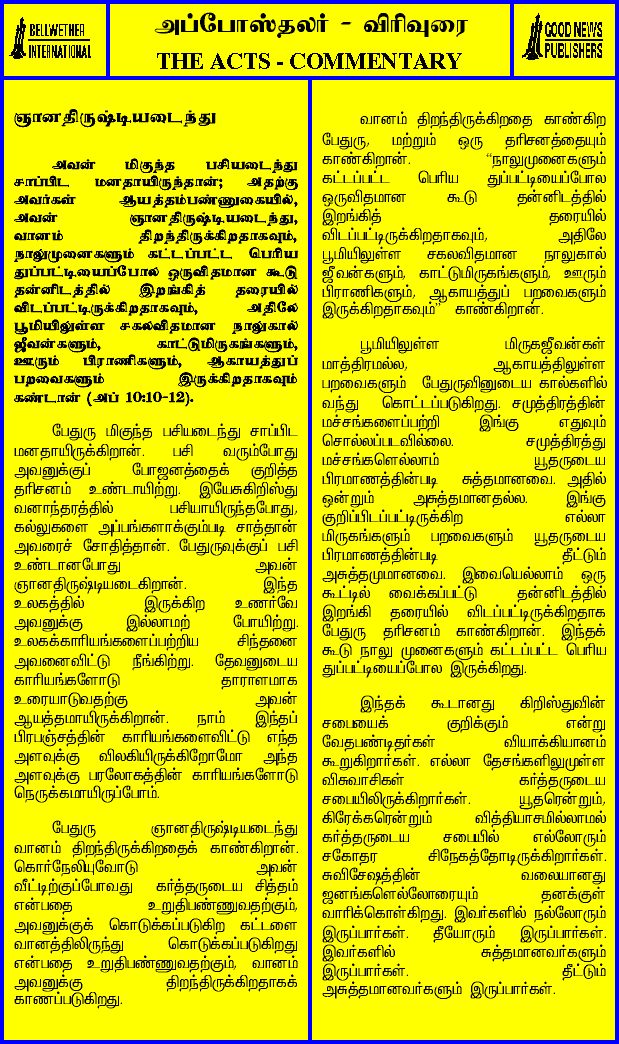 BELLWETHER
INTERNATIONAL
அப்போஸ்தலர் - விரிவுரை
THE ACTS - COMMENTARY
GOOD NEWS
PUBLISHERS
ஞானதிருஷ்டியடைந்து
அவன் மிகுந்த பசியடைந்து
சாப்பிட மனதாயிருந்தான்; அதற்கு
அவர்கள் ஆயத்தம்பண்ணுகையில்,
அவன் ஞானதிருஷ்டியடைந்து,
வானம் திறந்திருக்கிறதாகவும்,
நாலுமுனைகளும் கட்டப்பட்ட பெரிய
துப்பட்டியைப்போல ஒருவிதமான கூடு
தன்னிடத்தில் இறங்கித் தரையில்
விடப்பட்டிருக்கிறதாகவும், அதிலே
பூமியிலுள்ள சகலவிதமான நாலுகால்
ஜீவன்களும், காட்டுமிருகங்களும்,
ஊரும் பிராணிகளும், ஆகாயத்துப்
பறவைகளும் இருக்கிறதாகவும்
கண்டான் (அப் 10:10-12).
பேதுரு மிகுந்த பசியடைந்து சாப்பிட
மனதாயிருக்கிறான். பசி வரும்போது
அவனுக்குப் போஜனத்தைக் குறித்த
தரிசனம் உண்டாயிற்று. இயேசுகிறிஸ்து
வனாந்தரத்தில் பசியாயிருந்தபோது,
கல்லுகளை அப்பங்களாக்கும்படி சாத்தான்
அவரைச் சோதித்தான். பேதுருவுக்குப் பசி
உண்டானபோது அவன்
ஞானதிருஷ்டியடைகிறான். இந்த
உலகத்தில் இருக்கிற உணர்வே
அவனுக்கு இல்லாமற் போயிற்று.
உலகக்காரியங்களைப்பற்றிய சிந்தனை
அவனைவிட்டு நீங்கிற்று. தேவனுடைய
காரியங்களோடு தாராளமாக
உரையாடுவதற்கு அவன்
ஆயத்தமாயிருக்கிறான். நாம் இந்தப்
பிரபஞ்சத்தின் காரியங்களைவிட்டு எந்த
அளவுக்கு விலகியிருக்கிறோமோ அந்த
அளவுக்கு பரலோகத்தின் காரியங்களோடு
நெருக்கமாயிருப்போம்.
பேதுரு ஞானதிருஷ்டியடைந்து
வானம் திறந்திருக்கிறதைக் காண்கிறான்.
கொர்நேலியுவோடு அவன்
வீட்டிற்குப்போவது கர்த்தருடைய சித்தம்
என்பதை உறுதிபண்ணுவதற்கும்,
அவனுக்குக் கொடுக்கப்படுகிற கட்டளை
வானத்திலிருந்து கொடுக்கப்படுகிறது
என்பதை உறுதிபண்ணுவதற்கும், வானம்
அவனுக்கு திறந்திருக்கிறதாகக்
காணப்படுகிறது.
வானம் திறந்திருக்கிறதை காண்கிற
பேதுரு, மற்றும் ஒரு தரிசனத்தையும்
காண்கிறான். “நாலுமுனைகளும்
கட்டப்பட்ட பெரிய துப்பட்டியைப்போல
ஒருவிதமான கூடு தன்னிடத்தில்
இறங்கித் தரையில்
விடப்பட்டிருக்கிறதாகவும், அதிலே
பூமியிலுள்ள சகலவிதமான நாலுகால்
ஜீவன்களும், காட்டுமிருகங்களும், ஊரும்
பிராணிகளும், ஆகாயத்துப் பறவைகளும்
இருக்கிறதாகவும்” காண்கிறான்.
பூமியிலுள்ள மிருகஜீவன்கள்
மாத்திரமல்ல, ஆகாயத்திலுள்ள
பறவைகளும் பேதுருவினுடைய கால்களில்
வந்து கொட்டப்படுகிறது. சமுத்திரத்தின்
மச்சங்களைப்பற்றி இங்கு எதுவும்
சொல்லப்படவில்லை. சமுத்திரத்து
மச்சங்களெல்லாம் யூதருடைய
பிரமாணத்தின்படி சுத்தமானவை. அதில்
ஒன்றும் அசுத்தமானதல்ல. இங்கு
குறிப்பிடப்பட்டிருக்கிற எல்லா
மிருகங்களும் பறவைகளும் யூதருடைய
பிரமாணத்தின்படி தீட்டும்
அசுத்தமுமானவை. இவையெல்லாம் ஒரு
கூட்டில் வைக்கப்பட்டு தன்னிடத்தில்
இறங்கி தரையில் விடப்பட்டிருக்கிறதாக
பேதுரு தரிசனம் காண்கிறான். இந்தக்
கூடு நாலு முனைகளும் கட்டப்பட்ட பெரிய
துப்பட்டியைப்போல இருக்கிறது.
இந்தக் கூடானது கிறிஸ்துவின்
சபையைக் குறிக்கும் என்று
வேதபண்டிதர்கள் வியாக்கியானம்
கூறுகிறார்கள். எல்லா தேசங்களிலுமுள்ள
விசுவாசிகள் கர்த்தருடைய
சபையிலிருக்கிறார்கள். யூதரென்றும்,
கிரேக்கரென்றும் வித்தியாசமில்லாமல்
கர்த்தருடைய சபையில் எல்லோரும்
சகோதர சிநேகத்தோடிருக்கிறார்கள்.
சுவிசேஷத்தின் வலையானது
ஜனங்களெல்லோரையும் தனக்குள்
வாரிக்கொள்கிறது. இவர்களில் நல்லோரும்
இருப்பார்கள். தீயோரும் இருப்பார்கள்.
இவர்களில் சுத்தமானவர்களும்
இருப்பார்கள். தீட்டும்
அசுத்தமானவர்களும் இருப்பார்கள்.